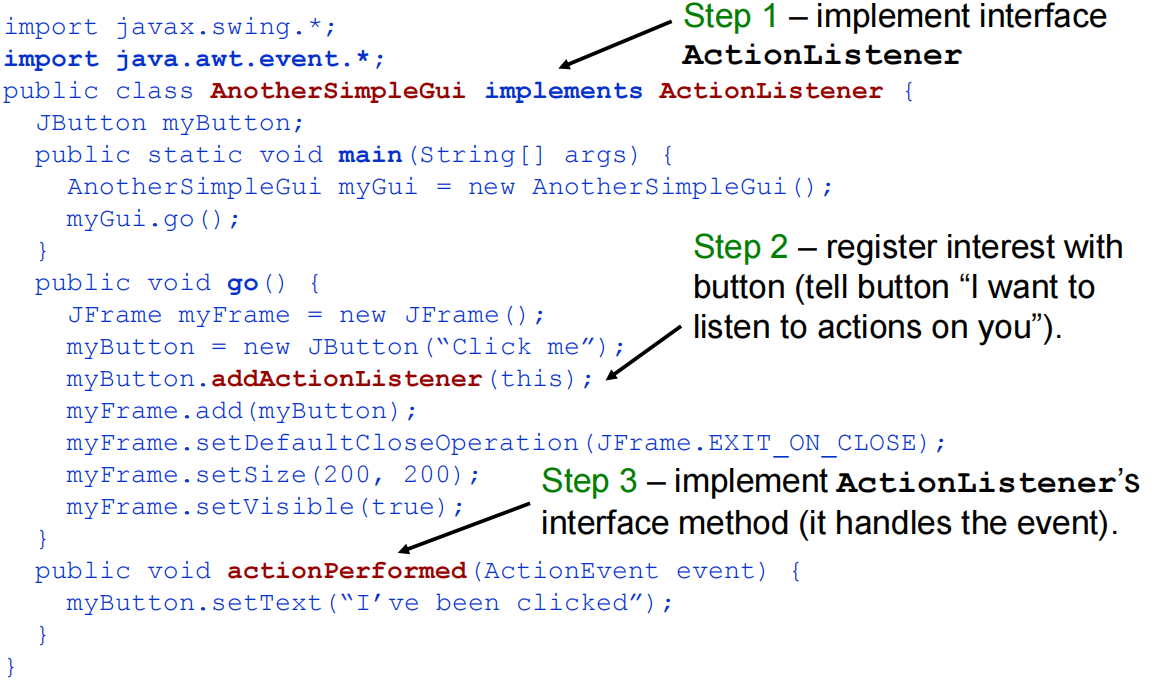 import javax.swing.*;
import java.awt.event.*;
public class AnotherSimpleGui implements ActionListener {
JButton myButton;
public static void main(String[] args) {
AnotherSimpleGui myGui = new AnotherSimpleGui();
myGui.go();
}
public void go() {
JFrame myFrame = new JFrame();
myButton = new JButton(“Click me”);
myButton.addActionListener(this);
myFrame.add(myButton);
myFrame.setDefaultCloseOperation(JFrame.EXIT_ON_CLOSE);
myFrame.setSize(200, 200);
myFrame.setVisible(true);
}
public void actionPerformed(ActionEvent event) {
myButton.setText(“I’ve been clicked”);
}
}
Step 1 – implement interface
ActionListener
Step 2 – register interest with
button (tell button “I want to
listen to actions on you”).
Step 3 – implement ActionListener’s
interface method (it handles the event).